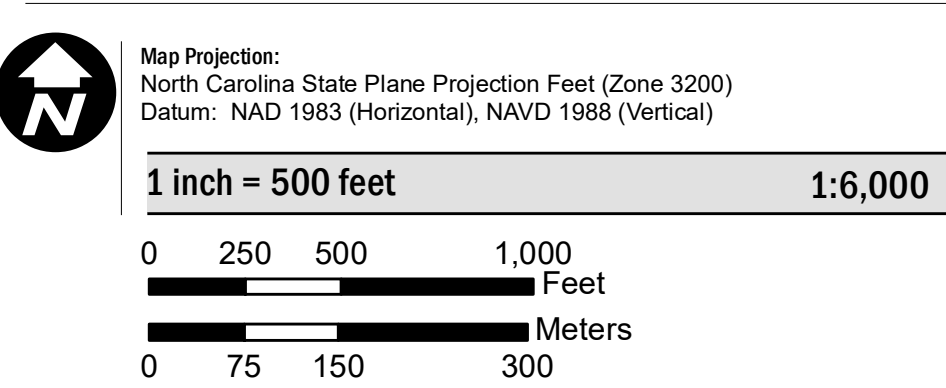 N
Map Projection:
North Carolina State Plane Projection Feet (Zone 3200)
Datum: NAD 1983 (Horizontal), NAVD 1988 (Vertical)
1 inch = 500 feet 1:6,000
0 250 500 1,000
Feet
Meters
0 75 150 300